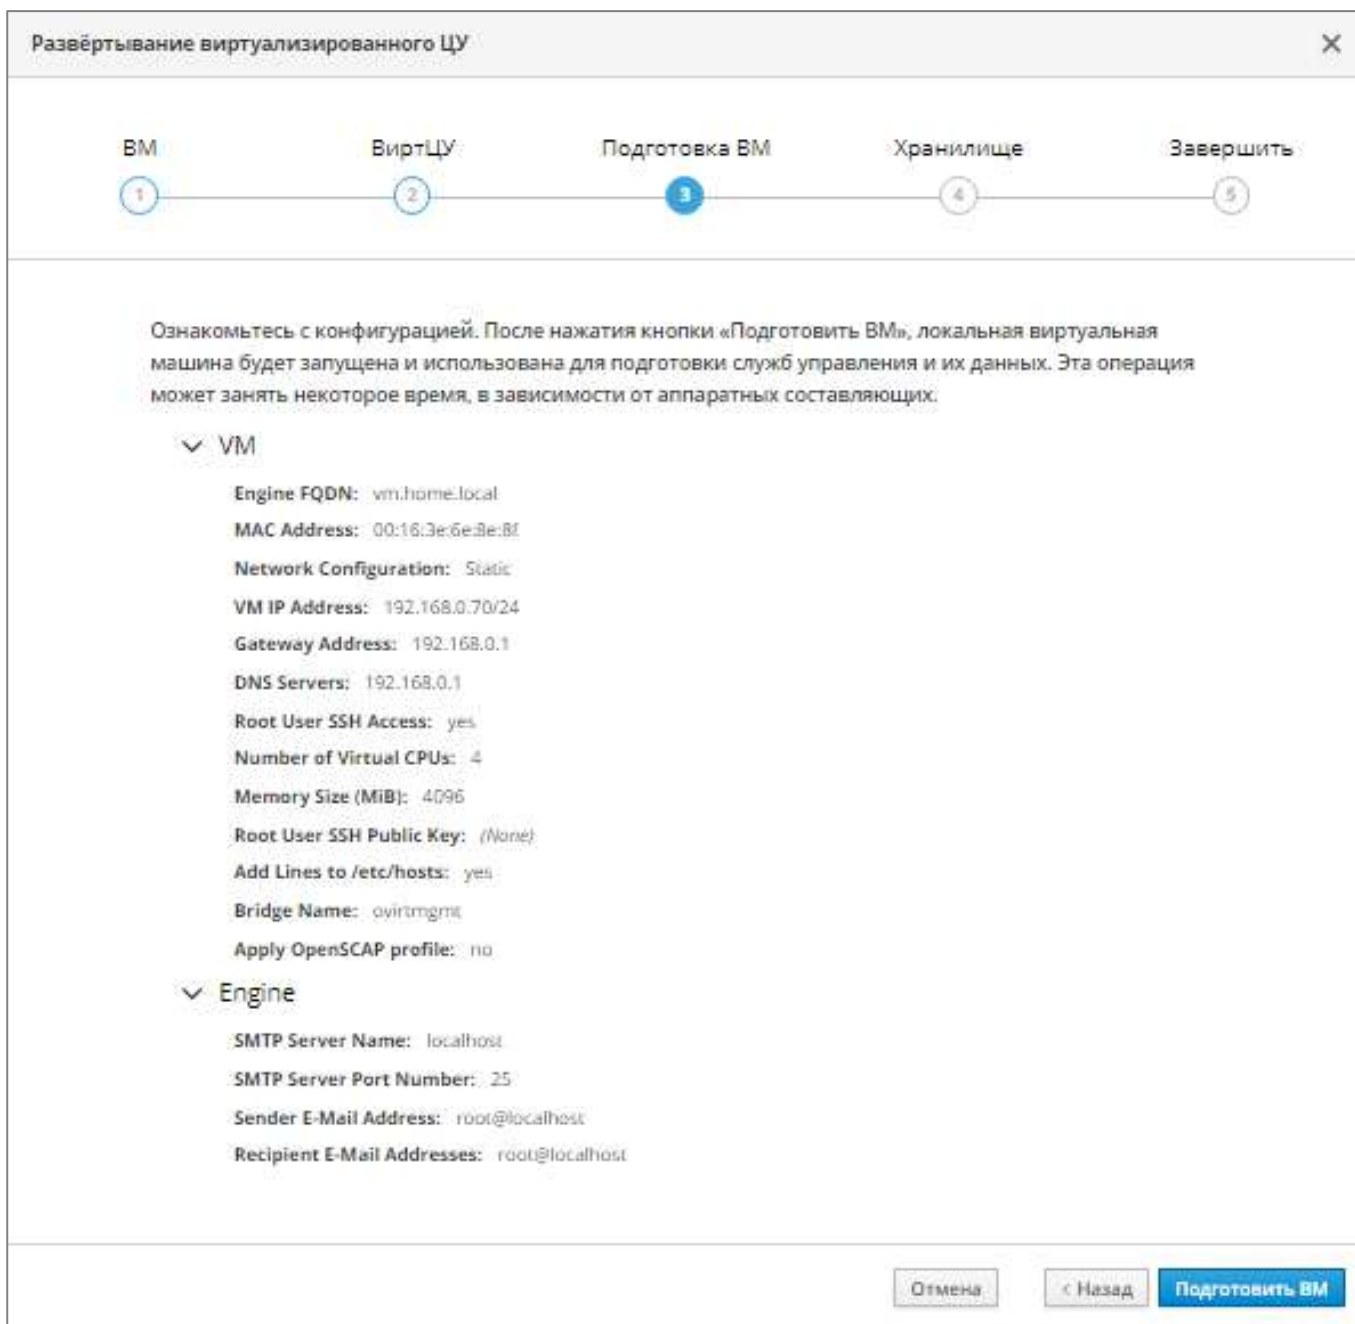 Развёртывание виртуализированного ЦУ
ВМ ВиртЦУ Подготовка ВМ Хранилище Завершить
1 2 3 4 5
Ознакомьтесь с конфигурацией. После нажатия кнопки «Подготовить ВМ», локальная виртуальная
машина будет запущена и использована для подготовки служб управления и их данных. Эта операция
может занять некоторое время, в зависимости от аппаратных составляющих.
VM
Engine FQDN: vm.home.local
MAC Address: 00:16:3e:6e:8e:8f
Network Configuration: Static
VM IP Address: 192.168.0.70/24
Gateway Address: 192.168.0.1
DNS Servers: 192.168.0.1
Root User SSH Access: yes
Number of Virtual CPUs: 4
Memory Size (MiB): 4096
Root User SSH Public Key: (None)
Add Lines to /etc/hosts: yes
Bridge Name: ovirtmgmt
Apply OpenSCAP profile: no
Engine
SMTP Server Name: localhost
SMTP Server Port Number: 25
Sender E-Mail Address: root@localhost
Recipient E-Mail Addresses: root@localhost
Отмена < Назад Подготовить ВМ